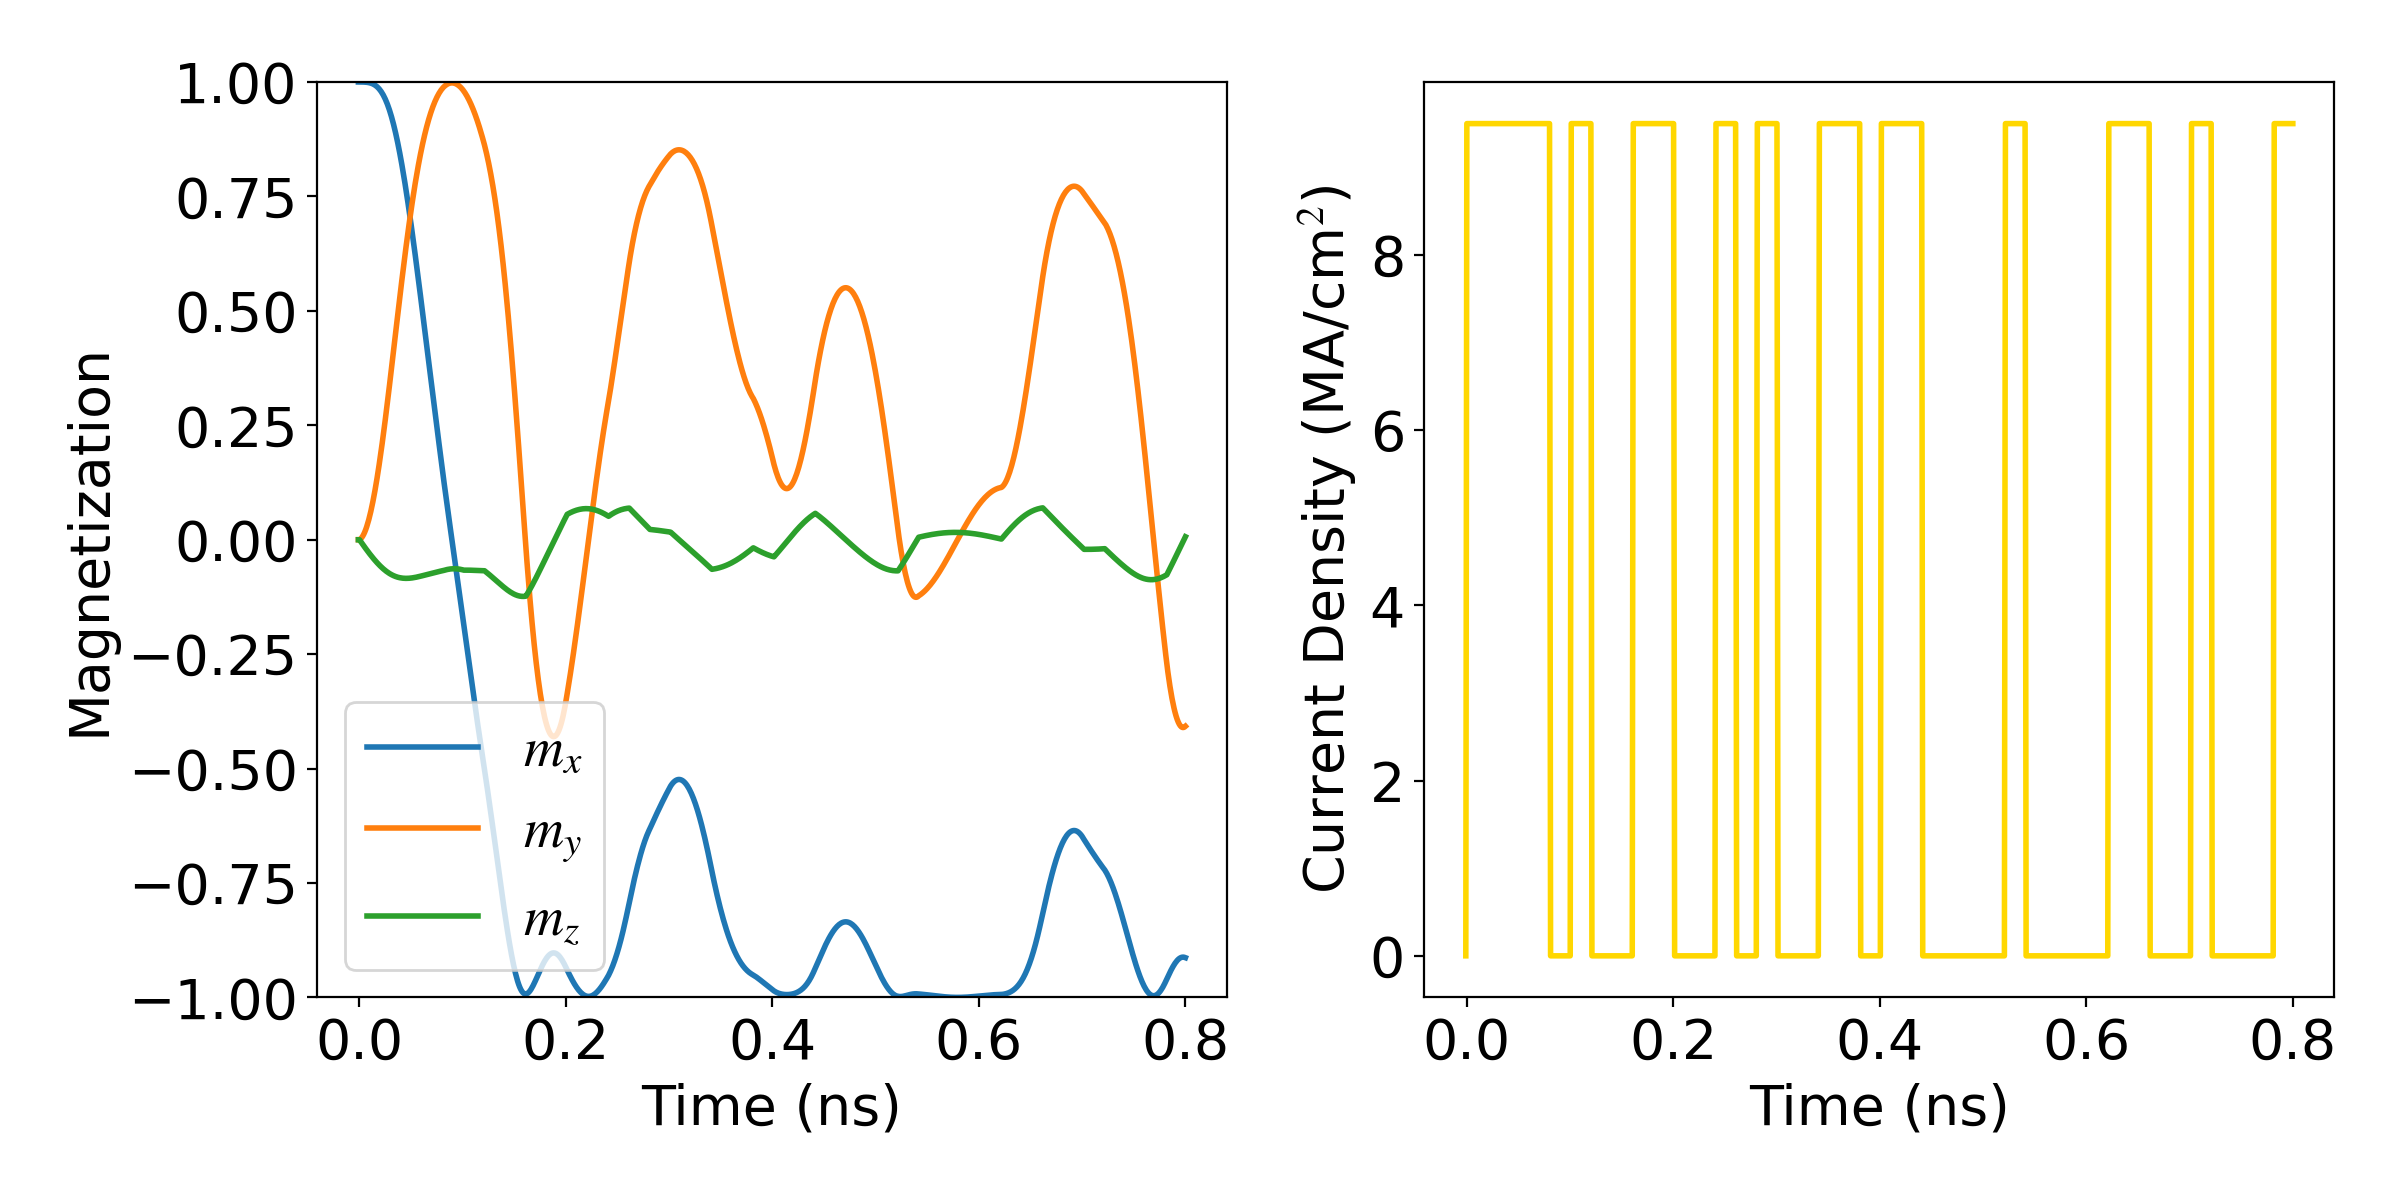 Magnetization
1.00
0.75
0.50
0.25
0.00
−0.25
−0.50
−0.75
−1.00
m_x
m_y
m_z
0.0 0.2 0.4 0.6 0.8
Time (ns)
Current Density (MA/cm²)
8
6
4
2
0
0.0 0.2 0.4 0.6 0.8
Time (ns)